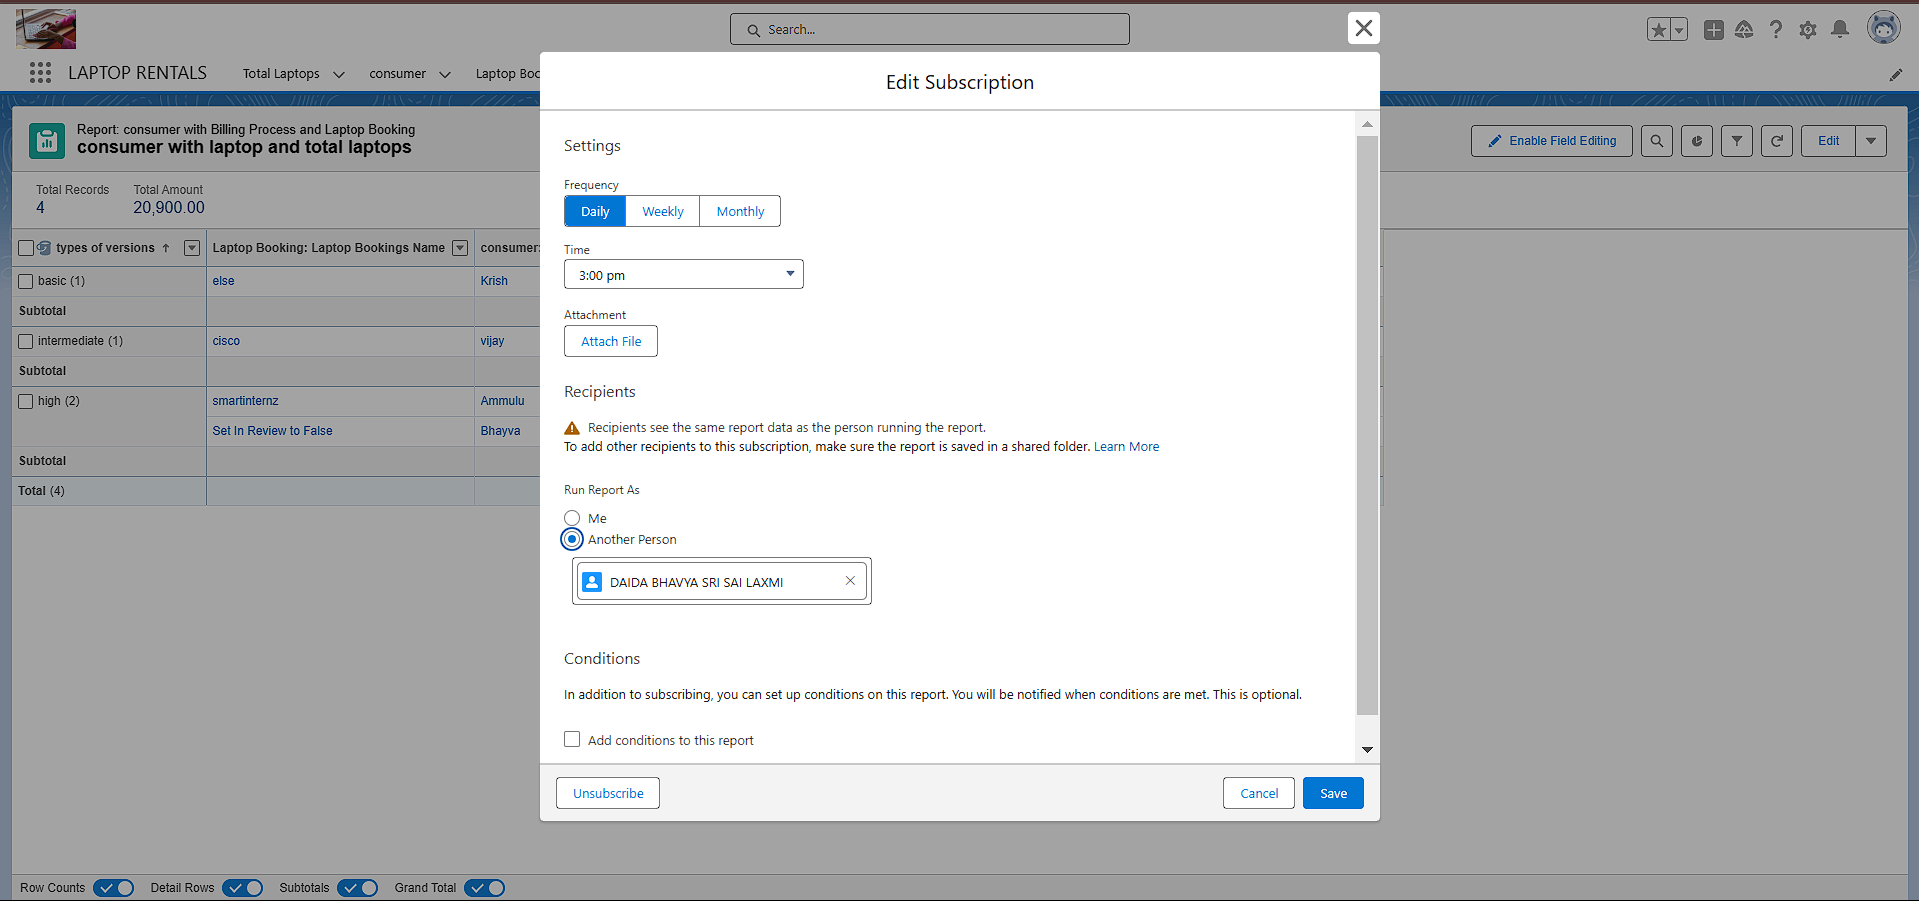 Search...
LAPTOP RENTALS
Total Laptops
consumer
Laptop Boo
Report: consumer with Billing Process and Laptop Booking
consumer with laptop and total laptops
Enable Field Editing
Edit
Total Records
4
Total Amount
20,900.00
types of versions ↑
Laptop Booking: Laptop Bookings Name
consumer:
basic (1)
else
Krish
Subtotal
intermediate (1)
cisco
vijay
Subtotal
high (2)
smartinternz
Ammulu
Set In Review to False
Bhayva
Subtotal
Total (4)
Row Counts
Detail Rows
Subtotals
Grand Total
Edit Subscription
Settings
Frequency
Daily
Weekly
Monthly
Time
3:00 pm
Attachment
Attach File
Recipients
Recipients see the same report data as the person running the report.
To add other recipients to this subscription, make sure the report is saved in a shared folder. Learn More
Run Report As
Me
Another Person
DAIDA BHAVYA SRI SAI LAXMI
Conditions
In addition to subscribing, you can set up conditions on this report. You will be notified when conditions are met. This is optional.
Add conditions to this report
Unsubscribe
Cancel
Save